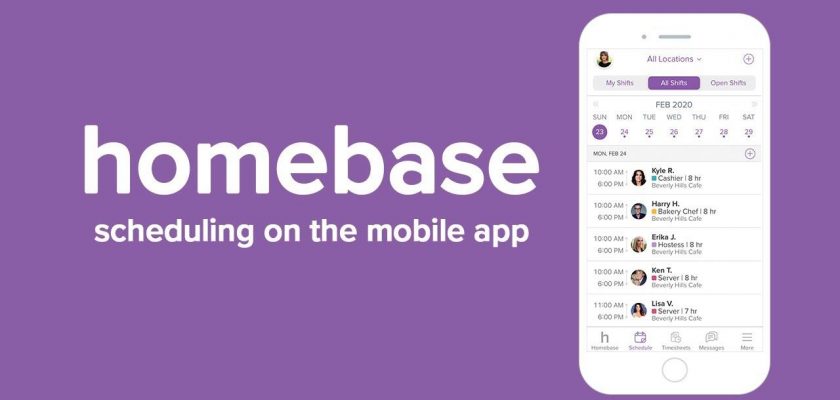 homebase
scheduling on the mobile app
All Locations
My Shifts All Shifts Open Shifts
FEB 2020
SUN MON TUE WED THU FRI SAT
23 24 25 26 27 28 29
MON, FEB 24
10:00 AM Kyle R.
Cashier | 8 hr
6:00 PM Beverly Hills Cafe
10:00 AM Harry H.
Bakery Chef | 8 hr
6:00 PM Beverly Hills Cafe
10:00 AM Erika J.
Hostess | 8 hr
6:00 PM Beverly Hills Cafe
10:00 AM Ken T.
Server | 8 hr
6:00 PM Beverly Hills Cafe
11:00 AM Lisa V.
Server | 7 hr
6:00 PM Beverly Hills Cafe
h
Homebase Schedule Timesheets Messages More